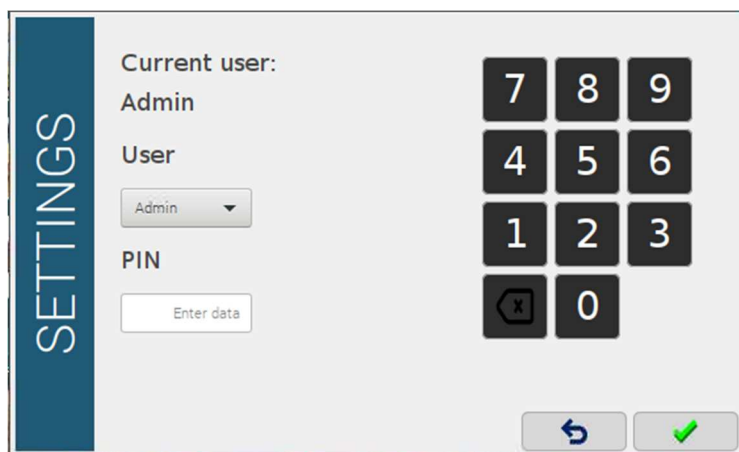 SETTINGS
Current user:
Admin
User
Admin
PIN
Enter data
7 8 9
4 5 6
1 2 3
x 0